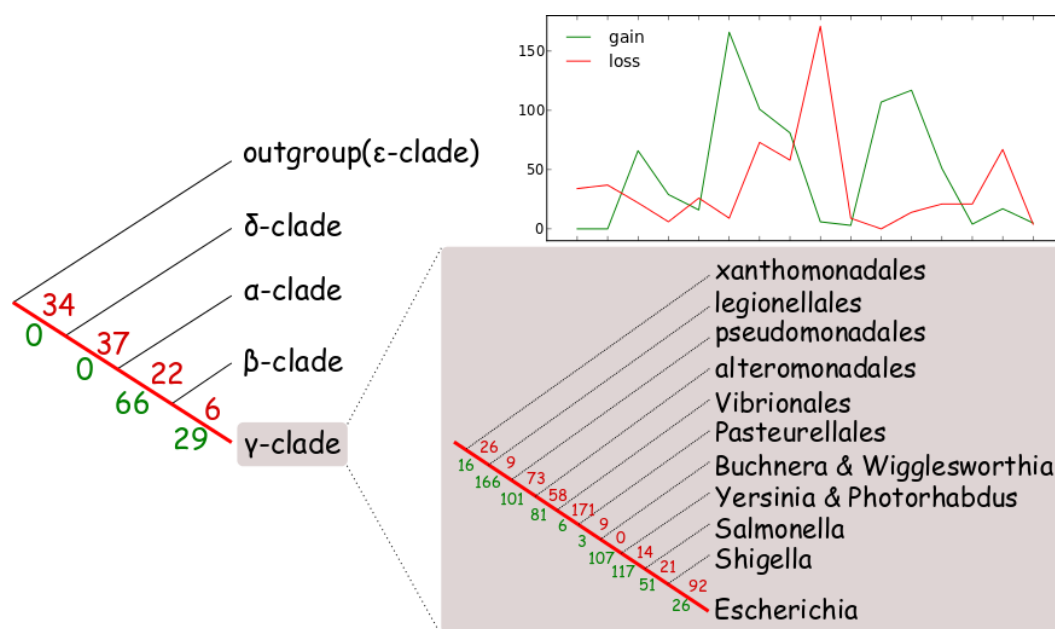 gain
loss
150
100
50
0
outgroup(ε-clade)
δ-clade
α-clade
β-clade
γ-clade
34
0
37
0
22
66
6
29
xanthomonadales
legionellales
pseudomonadales
alteromonadales
Vibrionales
Pasteurellales
Buchnera & Wigglesworthia
Yersinia & Photorhabdus
Salmonella
Shigella
Escherichia
26
16
9
166
73
101
58
81
171
6
9
3
0
107
14
117
21
51
92
26